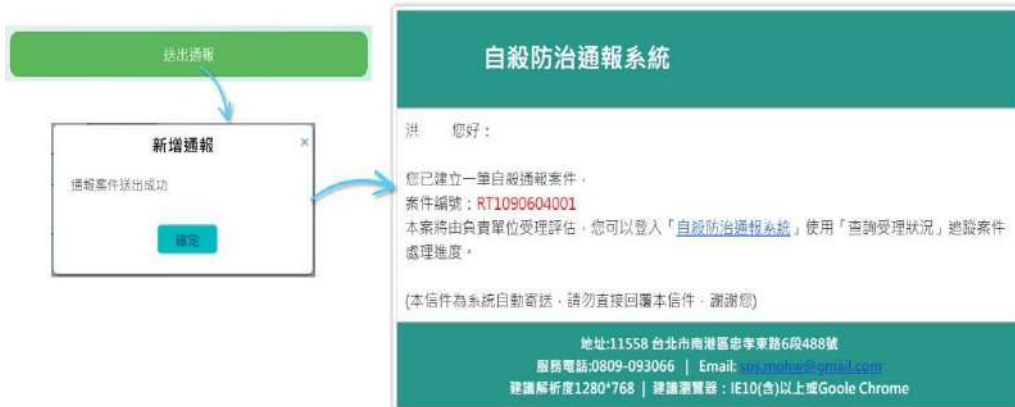 送出通報
新增通報
×
通報案件送出成功
確定
自殺防治通報系統
洪 您好：
您已建立一筆自殺通報案件，
案件編號：RT1090604001
本案將由負責單位受理評估，您可以登入「自殺防治通報系統」使用「查詢受理狀況」追蹤案件
處理進度。
(本信件為系統自動寄送，請勿直接回覆本信件，謝謝您)
地址:11558 台北市南港區忠孝東路6段488號
服務電話:0809-093066 | Email: sps.mohw@gmail.com
建議解析度1280*768 | 建議瀏覽器：IE10(含)以上或Goole Chrome